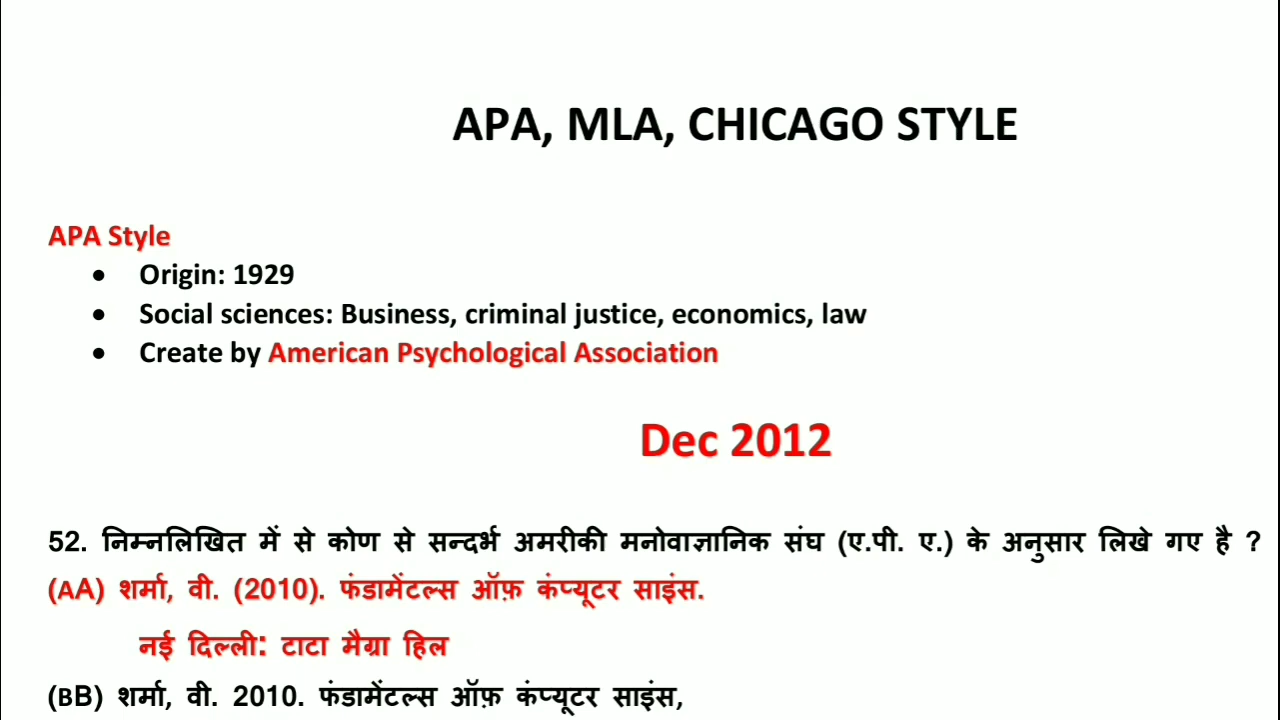 APA, MLA, CHICAGO STYLE
APA Style
• Origin: 1929
• Social sciences: Business, criminal justice, economics, law
• Create by American Psychological Association
Dec 2012
52. निम्नलिखित में से कोण से सन्दर्भ अमरीकी मनोवाज्ञानिक संघ (ए.पी. ए.) के अनुसार लिखे गए है ?
(AA) शर्मा, वी. (2010). फंडामेंटल्स ऑफ़ कंप्यूटर साइंस.
नई दिल्ली: टाटा मैग्रा हिल
(BB) शर्मा, वी. 2010. फंडामेंटल्स ऑफ़ कंप्यूटर साइंस,